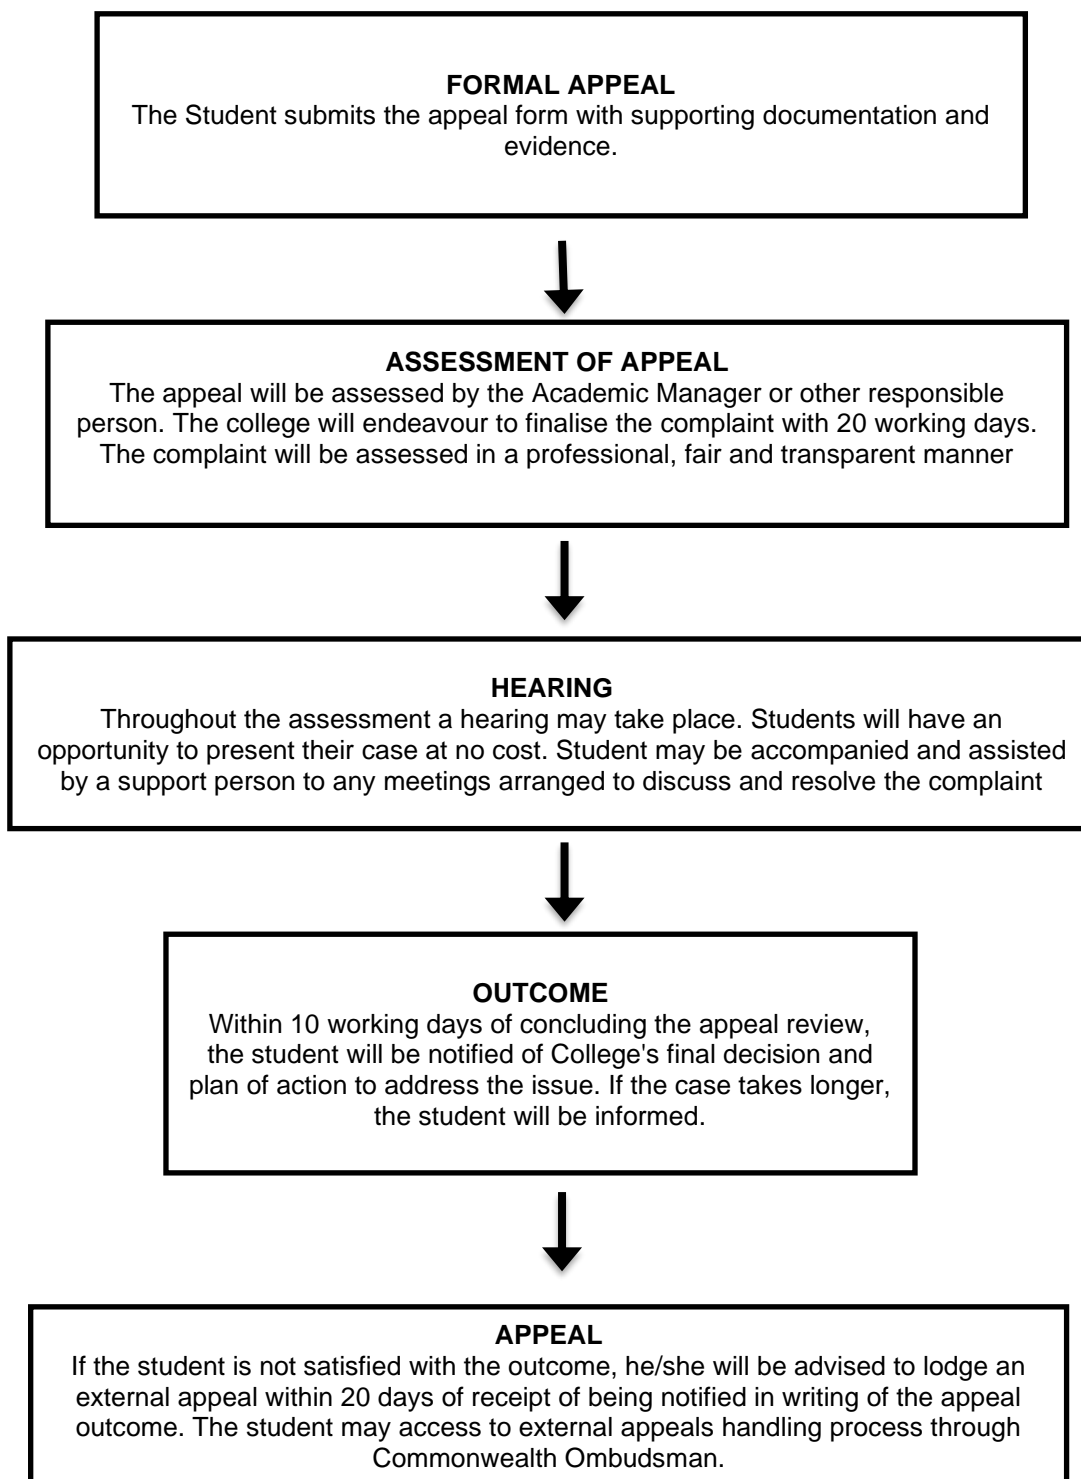 FORMAL APPEAL
The Student submits the appeal form with supporting documentation and
evidence.
ASSESSMENT OF APPEAL
The appeal will be assessed by the Academic Manager or other responsible
person. The college will endeavour to finalise the complaint with 20 working days.
The complaint will be assessed in a professional, fair and transparent manner
HEARING
Throughout the assessment a hearing may take place. Students will have an
opportunity to present their case at no cost. Student may be accompanied and assisted
by a support person to any meetings arranged to discuss and resolve the complaint
OUTCOME
Within 10 working days of concluding the appeal review,
the student will be notified of College's final decision and
plan of action to address the issue. If the case takes longer,
the student will be informed.
APPEAL
If the student is not satisfied with the outcome, he/she will be advised to lodge an
external appeal within 20 days of receipt of being notified in writing of the appeal
outcome. The student may access to external appeals handling process through
Commonwealth Ombudsman.